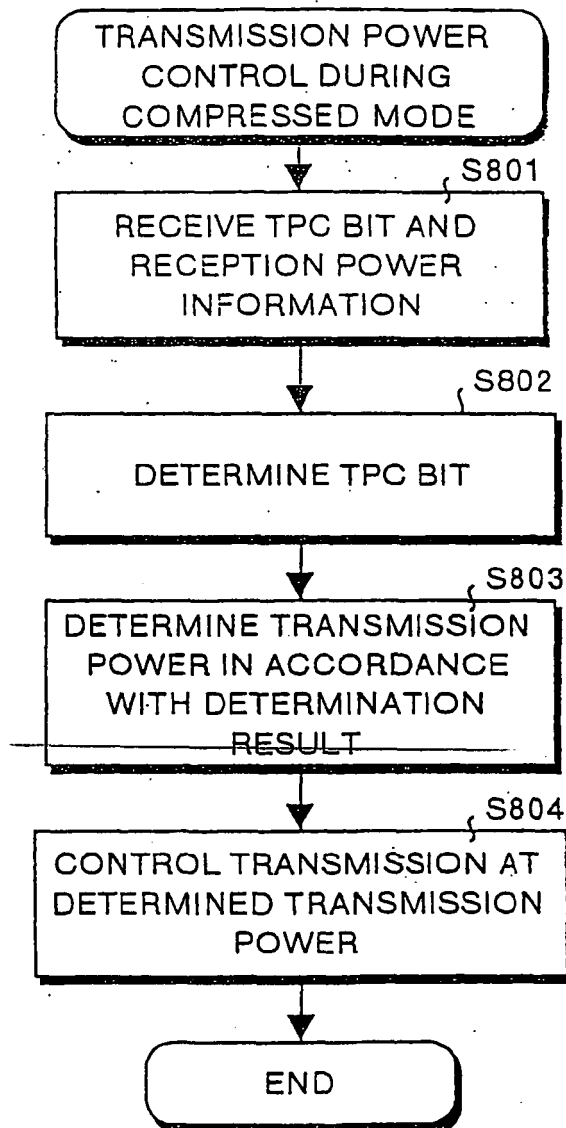 TRANSMISSION POWER
CONTROL DURING
COMPRESSED MODE
S801
RECEIVE TPC BIT AND
RECEPTION POWER
INFORMATION
S802
DETERMINE TPC BIT
S803
DETERMINE TRANSMISSION
POWER IN ACCORDANCE
WITH DETERMINATION
RESULT
S804
CONTROL TRANSMISSION AT
DETERMINED TRANSMISSION
POWER
END